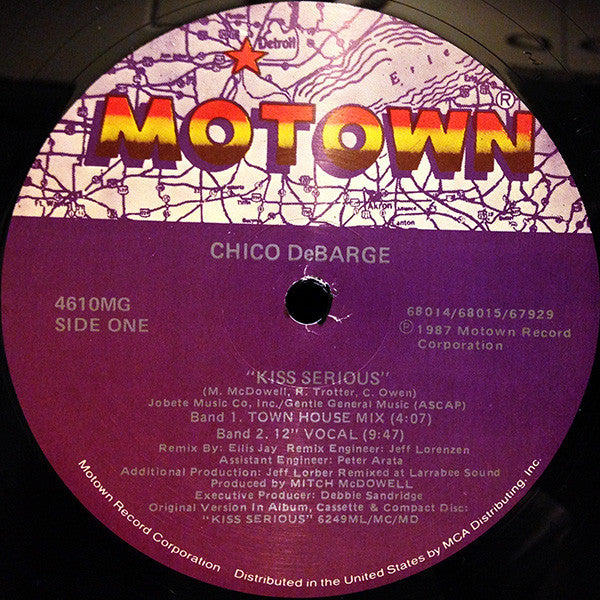 Detroit
Erie
MOTOWN®
Akron
Canton
CHICO DeBARGE
4610MG
SIDE ONE
68014/68015/67929
Ⓟ 1987 Motown Record
Corporation
"KISS SERIOUS"
(M. McDowell, R. Trotter, C. Owen)
Jobete Music Co, Inc./Gentle General Music (ASCAP)
Band 1. TOWN HOUSE MIX (4:07)
Band 2. 12" VOCAL (9:47)
Remix By: Eilis Jay Remix Engineer: Jeff Lorenzen
Assistant Engineer: Peter Arata
Additional Production: Jeff Lorber Remixed at Larrabee Sound
Produced by MITCH McDOWELL
Executive Producer: Debbie Sandridge
Original Version In Album, Cassette & Compact Disc:
"KISS SERIOUS" 6249ML/MC/MD
Motown Record Corporation Distributed in the United States by MCA Distributing, Inc.